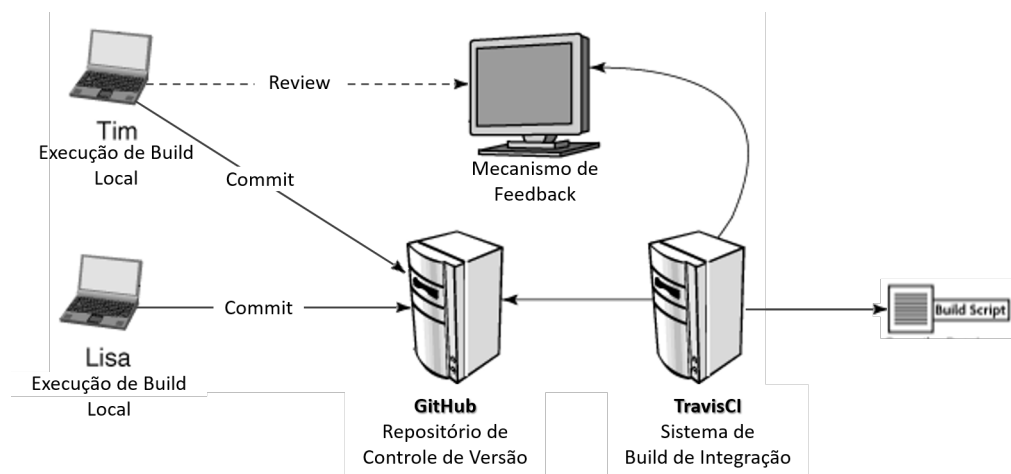 Review
Tim
Execução de Build
Local
Commit
Mecanismo de
Feedback
Commit
Build Script
Lisa
Execução de Build
Local
GitHub
Repositório de
Controle de Versão
TravisCI
Sistema de
Build de Integração